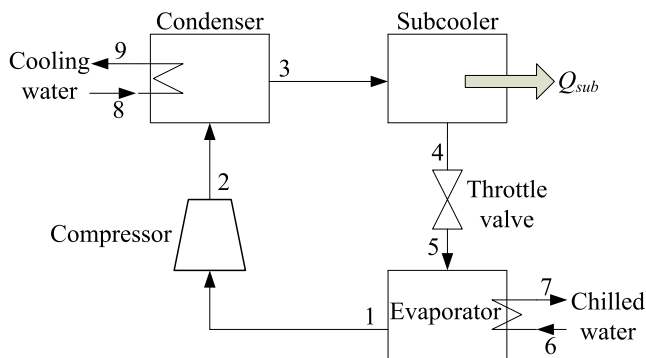 Condenser
Subcooler
9
Cooling
water
8
3
Qsub
2
4
Throttle
valve
Compressor
5
7
Evaporator
Chilled
water
1
6